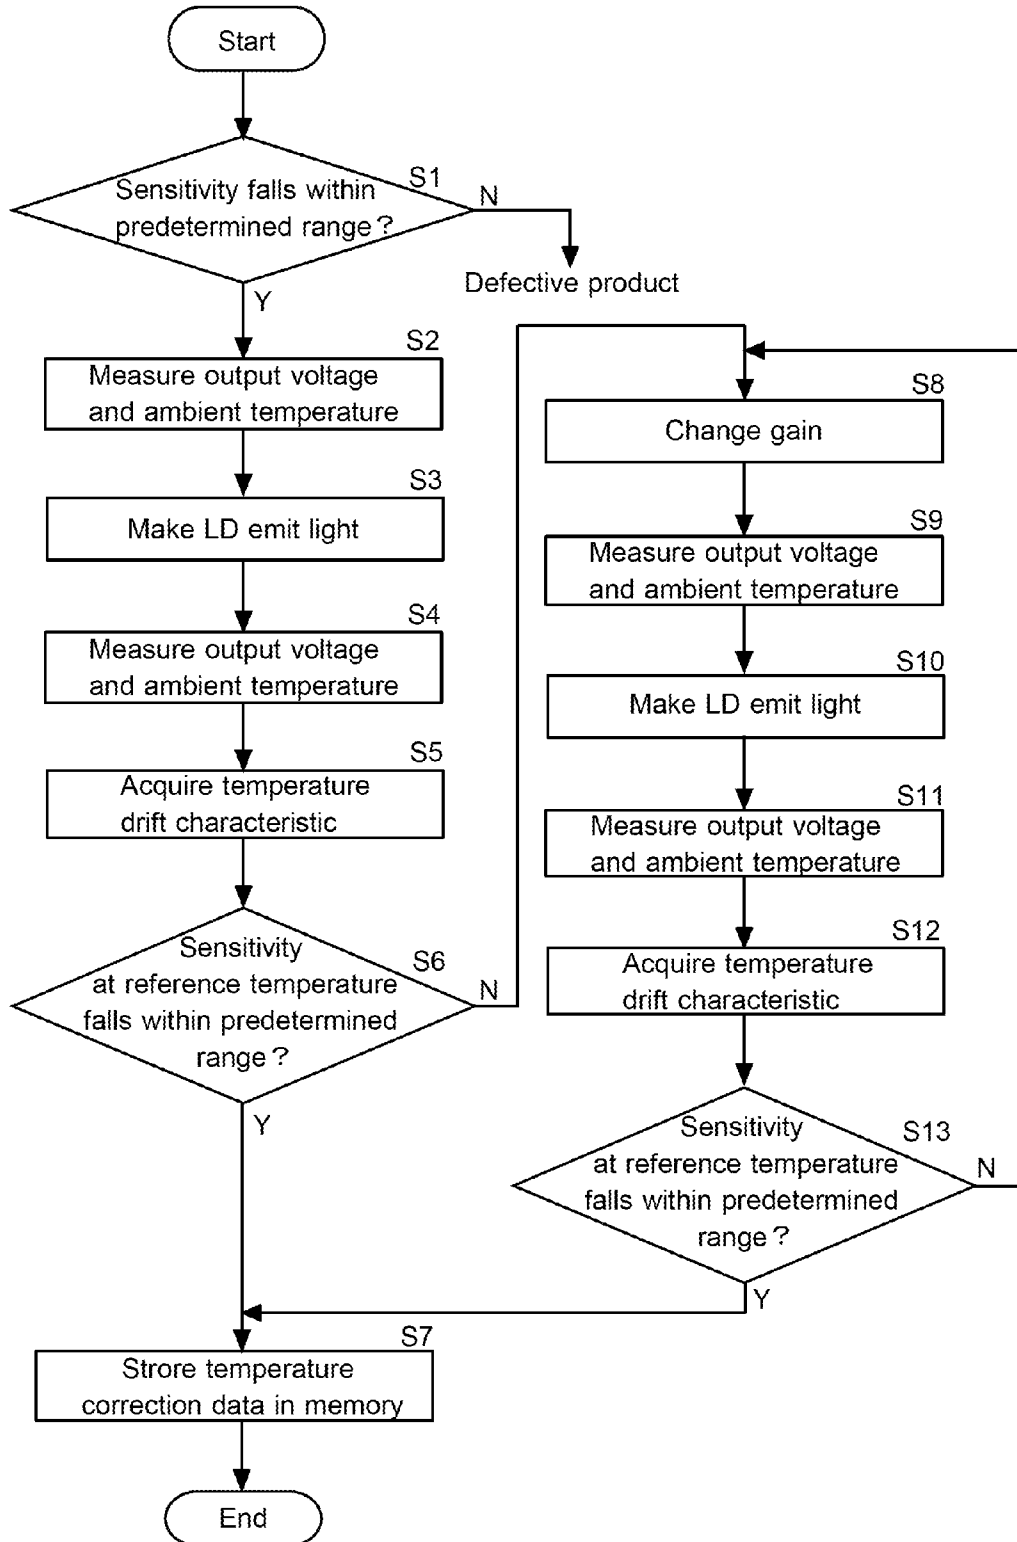 Start
S1
Sensitivity falls within
predetermined range?
N
Defective product
Y
S2
Measure output voltage
and ambient temperature
S3
Make LD emit light
S4
Measure output voltage
and ambient temperature
S5
Acquire temperature
drift characteristic
S6
Sensitivity
at reference temperature
falls within predetermined
range?
N
Y
S7
Strore temperature
correction data in memory
End
S8
Change gain
S9
Measure output voltage
and ambient temperature
S10
Make LD emit light
S11
Measure output voltage
and ambient temperature
S12
Acquire temperature
drift characteristic
S13
Sensitivity
at reference temperature
falls within predetermined
range?
N
Y